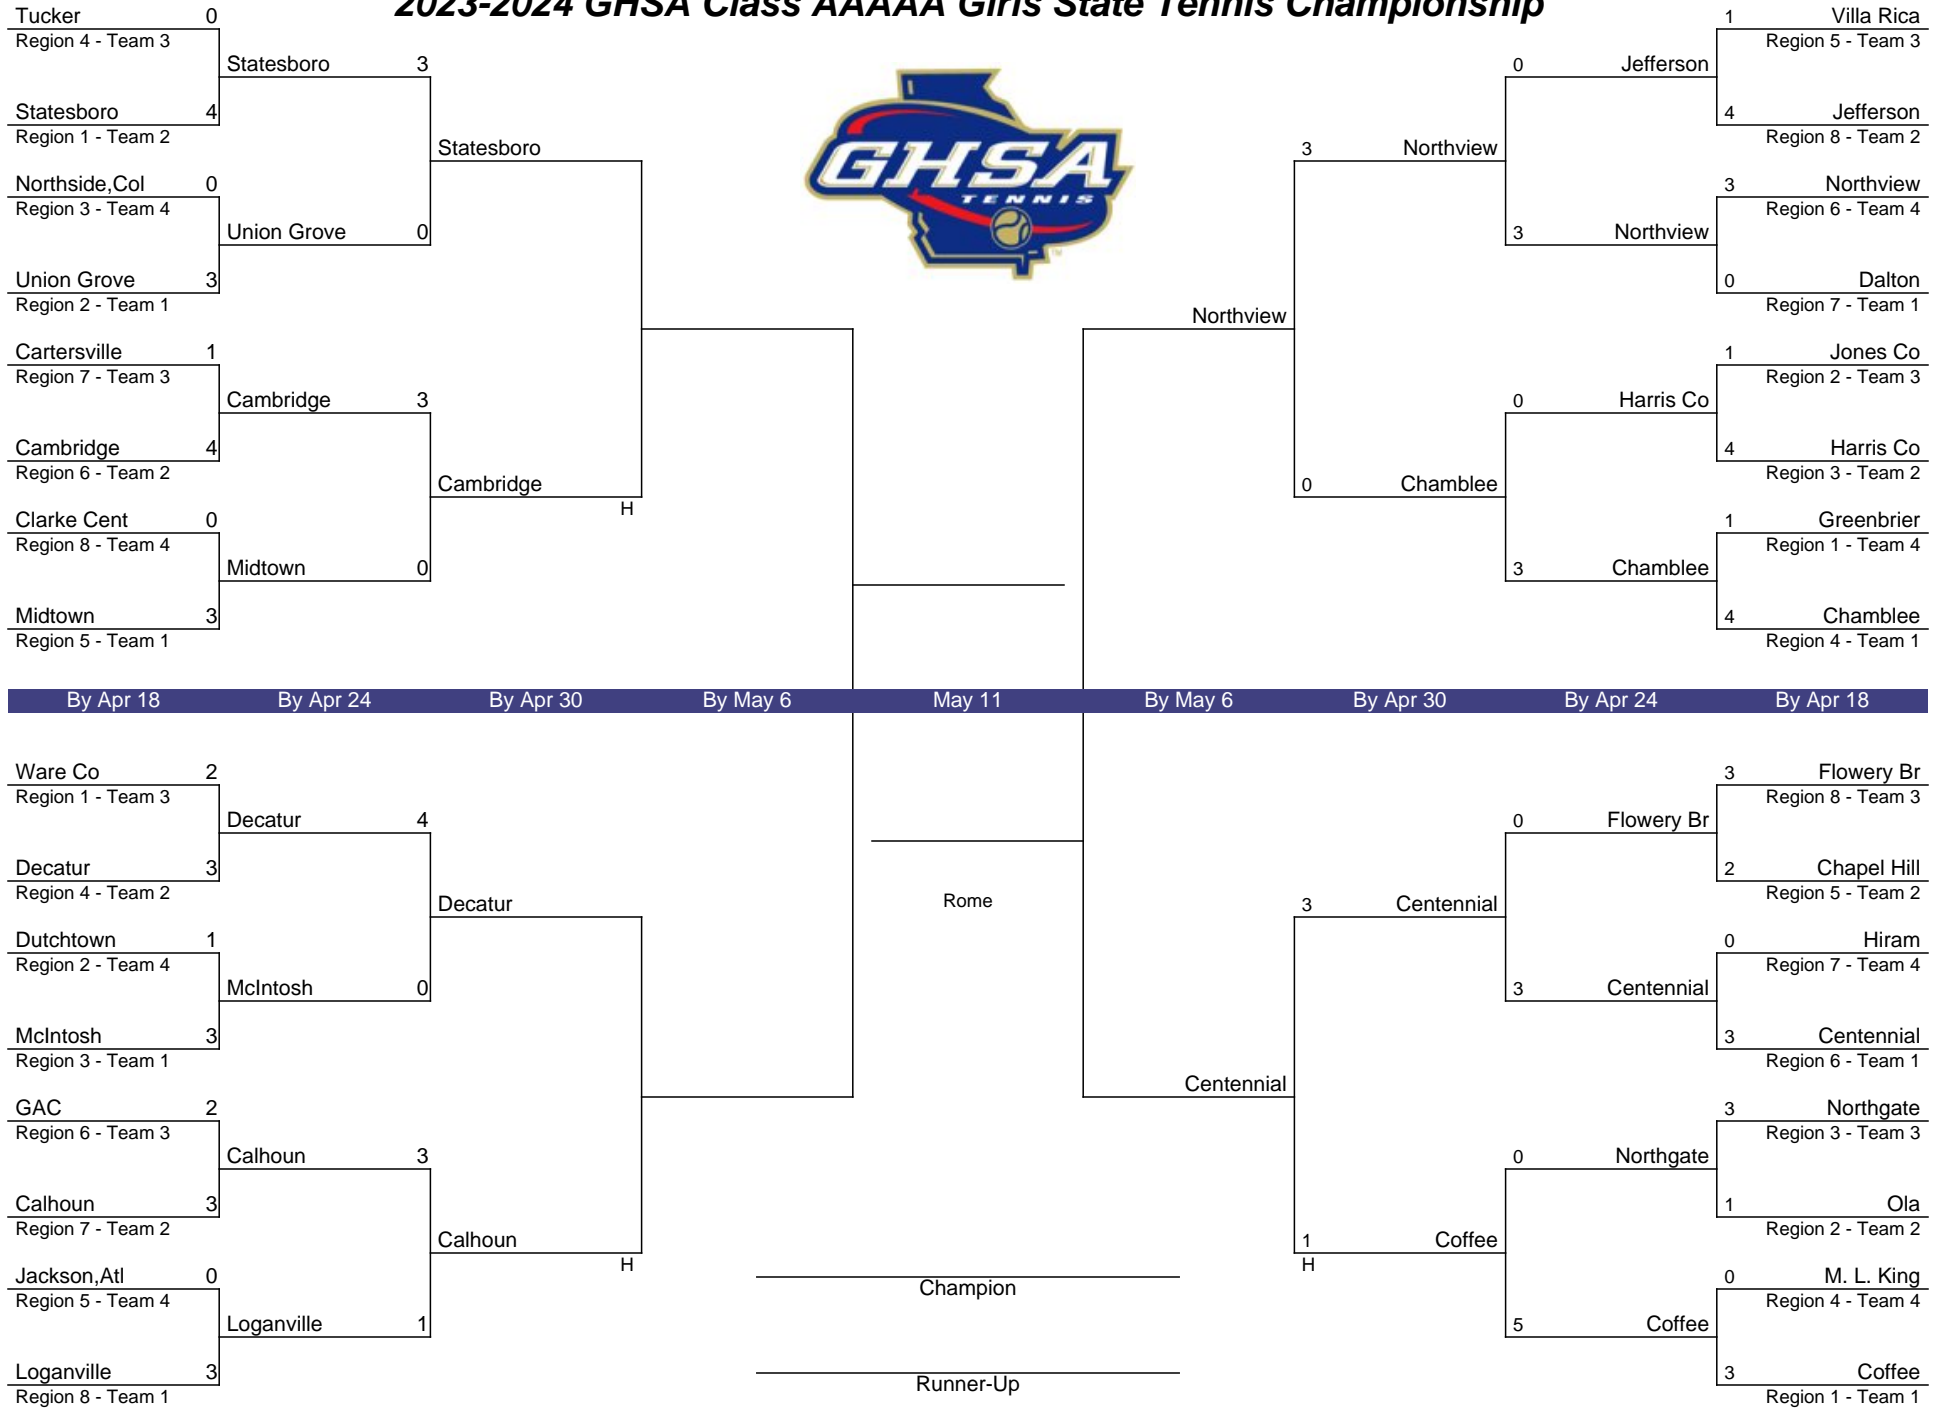 2023-2024 GHSA Class AAAAA Girls State Tennis Championship
GHSA
TENNIS
TM
Tucker 0
Region 4 - Team 3
Statesboro 3
Statesboro 4
Region 1 - Team 2
Statesboro
Northside,Col 0
Region 3 - Team 4
Union Grove 0
Union Grove 3
Region 2 - Team 1
Cartersville 1
Region 7 - Team 3
Cambridge 3
Cambridge 4
Region 6 - Team 2
Cambridge
H
Clarke Cent 0
Region 8 - Team 4
Midtown 0
Midtown 3
Region 5 - Team 1
1 Villa Rica
Region 5 - Team 3
0 Jefferson
4 Jefferson
Region 8 - Team 2
3 Northview
3 Northview
Region 6 - Team 4
3 Northview
0 Dalton
Region 7 - Team 1
Northview
1 Jones Co
Region 2 - Team 3
0 Harris Co
4 Harris Co
Region 3 - Team 2
0 Chamblee
1 Greenbrier
Region 1 - Team 4
3 Chamblee
4 Chamblee
Region 4 - Team 1
By Apr 18 By Apr 24 By Apr 30 By May 6 May 11 By May 6 By Apr 30 By Apr 24 By Apr 18
Ware Co 2
Region 1 - Team 3
Decatur 4
Decatur 3
Region 4 - Team 2
Decatur
Dutchtown 1
Region 2 - Team 4
McIntosh 0
McIntosh 3
Region 3 - Team 1
GAC 2
Region 6 - Team 3
Calhoun 3
Calhoun 3
Region 7 - Team 2
Calhoun
H
Jackson,Atl 0
Region 5 - Team 4
Loganville 1
Loganville 3
Region 8 - Team 1
Rome
Champion
Runner-Up
3 Flowery Br
Region 8 - Team 3
0 Flowery Br
2 Chapel Hill
Region 5 - Team 2
3 Centennial
0 Hiram
Region 7 - Team 4
3 Centennial
3 Centennial
Region 6 - Team 1
Centennial
3 Northgate
Region 3 - Team 3
0 Northgate
1 Ola
Region 2 - Team 2
1 Coffee
H
0 M. L. King
Region 4 - Team 4
5 Coffee
3 Coffee
Region 1 - Team 1